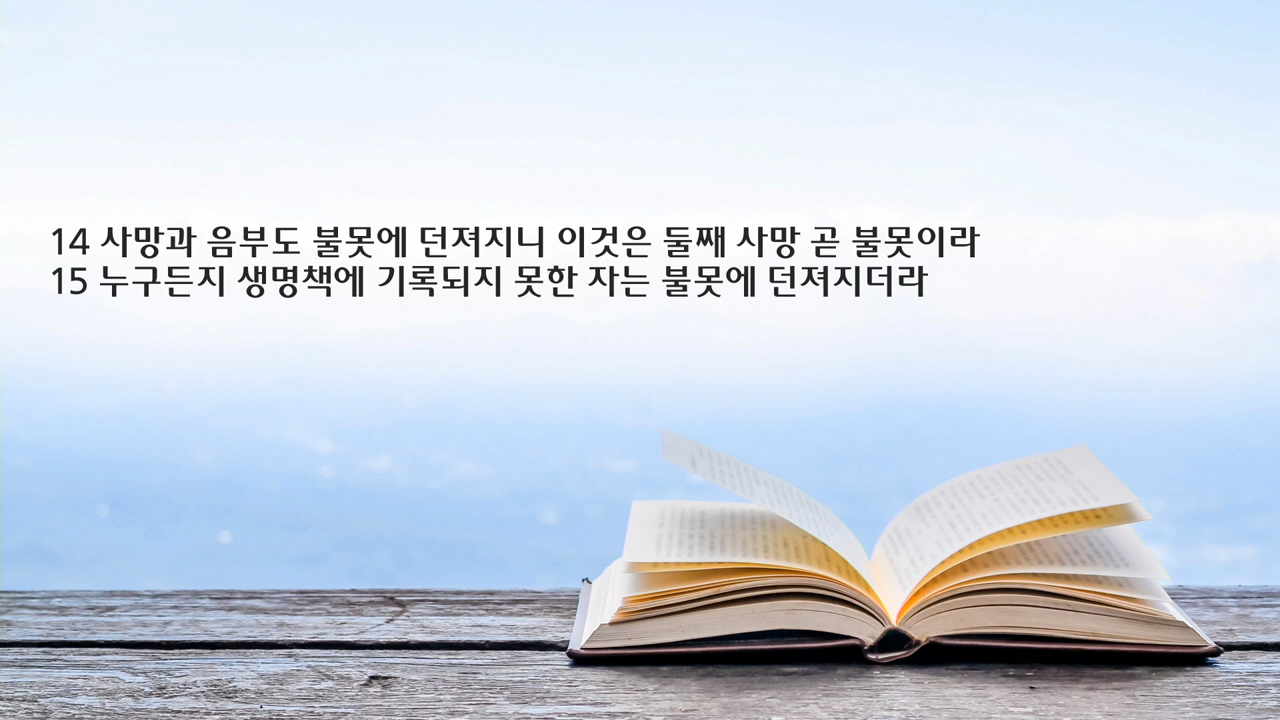 14 사망과 음부도 불못에 던져지니 이것은 둘째 사망 곧 불못이라
15 누구든지 생명책에 기록되지 못한 자는 불못에 던져지더라